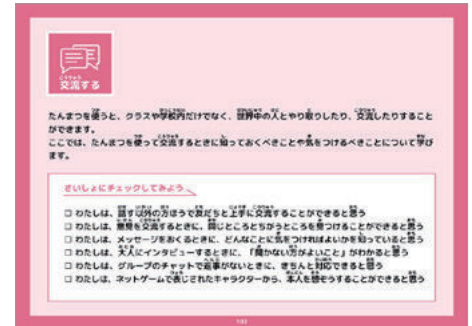 交流する
たんまつを使うと、クラスや学校内だけでなく、世界中の人とやり取りしたり、交流したりすること
ができます。
ここでは、たんまつを使って交流するときに知っておくべきことや気をつけるべきことについて学び
ます。
さいしょにチェックしてみよう
□ わたしは、話す以外の方ほうで友だちと上手に交流することができると思う
□ わたしは、意見を交流するときに、同じところとちがうところを見つけることができると思う
□ わたしは、メッセージをおくるときに、どんなことに気をつければよいかを知っていると思う
□ わたしは、大人にインタビューするときに、「聞かない方がよいこと」がわかると思う
□ わたしは、グループのチャットで返事がないときに、きちんと対応できると思う
□ わたしは、ネットゲームで表じされたキャラクターから、本人を想ぞうすることができると思う